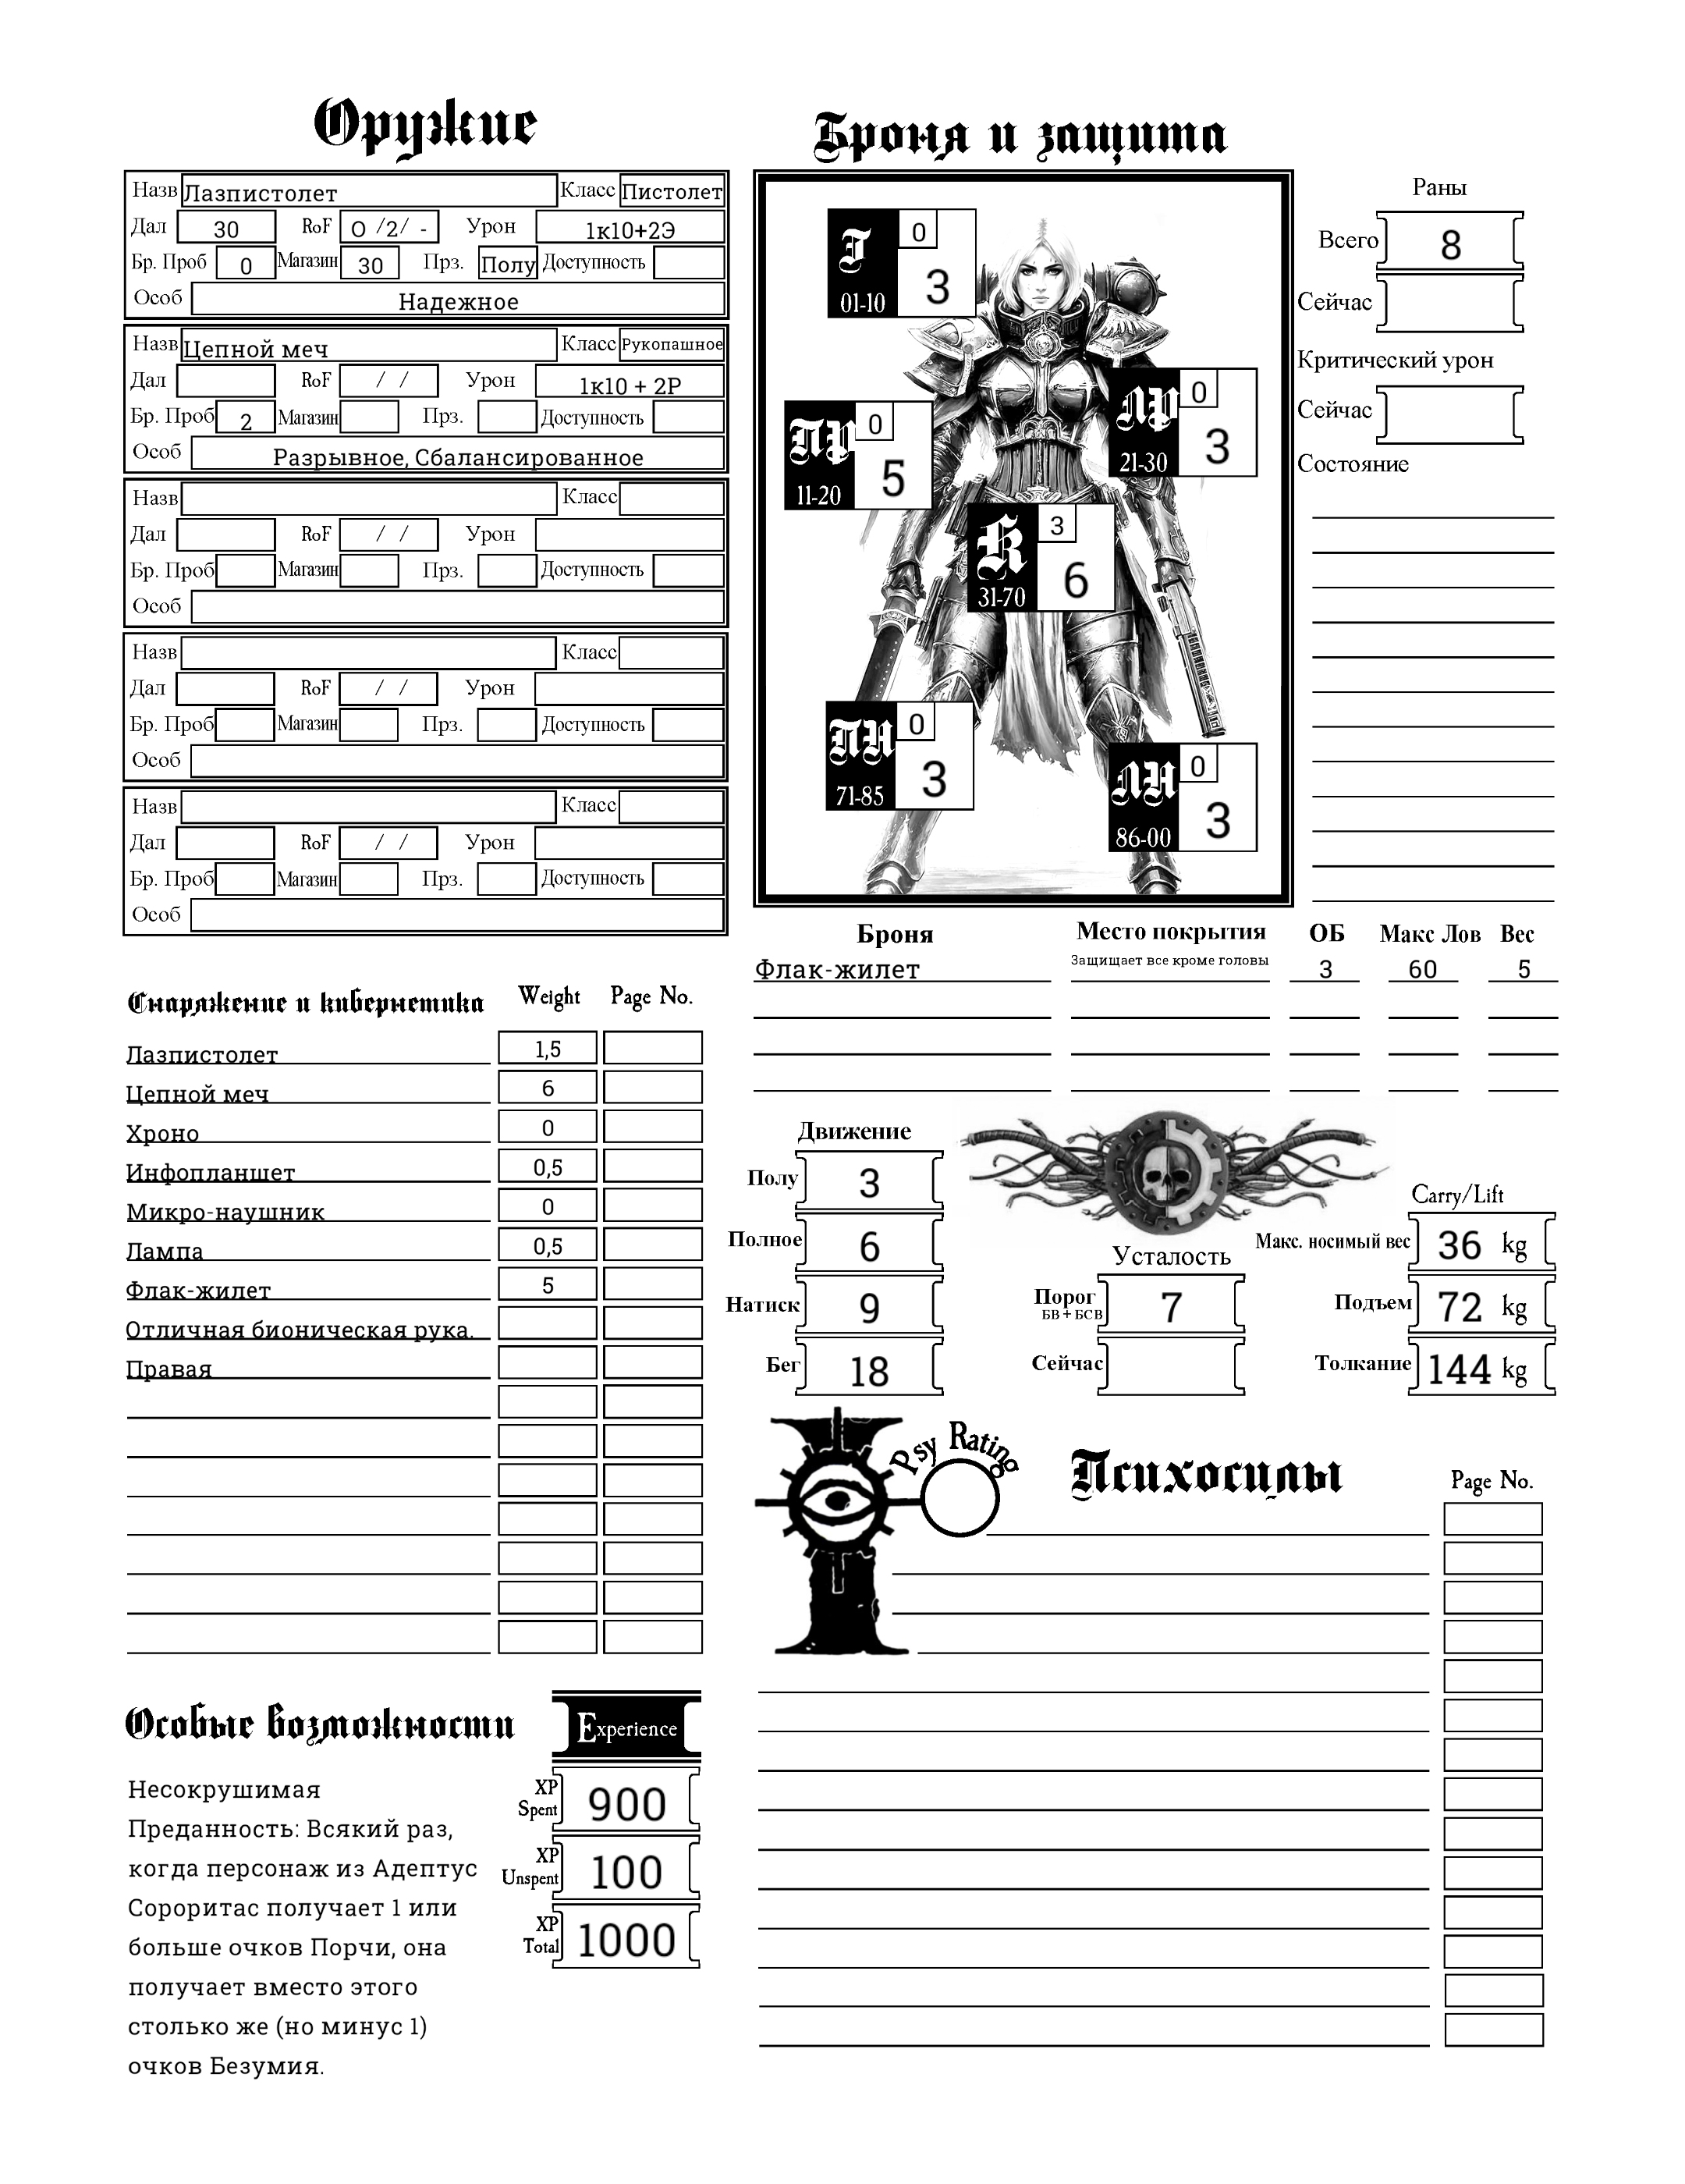 Оружие
Назв Лазпистолет Класс Пистолет
Дал 30 RoF О /2/ - Урон 1к10+2Э
Бр. Проб 0 Магазин 30 Прз. Полу Доступность
Особ Надежное
Назв Цепной меч Класс Рукопашное
Дал RoF / / Урон 1к10 + 2Р
Бр. Проб 2 Магазин Прз. Доступность
Особ Разрывное, Сбалансированное
Назв Класс
Дал RoF / / Урон
Бр. Проб Магазин Прз. Доступность
Особ
Назв Класс
Дал RoF / / Урон
Бр. Проб Магазин Прз. Доступность
Особ
Назв Класс
Дал RoF / / Урон
Бр. Проб Магазин Прз. Доступность
Особ
Броня и защита
Г 0
01-10 3
ПР 0
11-20 5
ЛР 0
21-30 3
К 3
31-70 6
ПН 0
71-85 3
ЛН 0
86-00 3
Раны
Всего 8
Сейчас
Критический урон
Сейчас
Состояние
Броня Место покрытия ОБ Макс Лов Вес
Флак-жилет Защищает все кроме головы 3 60 5
Снаряжение и кибернетика Weight Page No.
Лазпистолет 1,5
Цепной меч 6
Хроно 0
Инфопланшет 0,5
Микро-наушник 0
Лампа 0,5
Флак-жилет 5
Отличная бионическая рука.
Правая
Движение
Полу 3
Полное 6
Натиск 9
Бег 18
Усталость
Порог 7
БВ + БСВ
Сейчас
Carry/Lift
Макс. носимый вес 36 kg
Подъем 72 kg
Толкание 144 kg
Psy Rating
Психосилы Page No.
Особые возможности
Несокрушимая
Преданность: Всякий раз,
когда персонаж из Адептус
Сороритас получает 1 или
больше очков Порчи, она
получает вместо этого
столько же (но минус 1)
очков Безумия.
Experience
XP Spent 900
XP Unspent 100
XP Total 1000